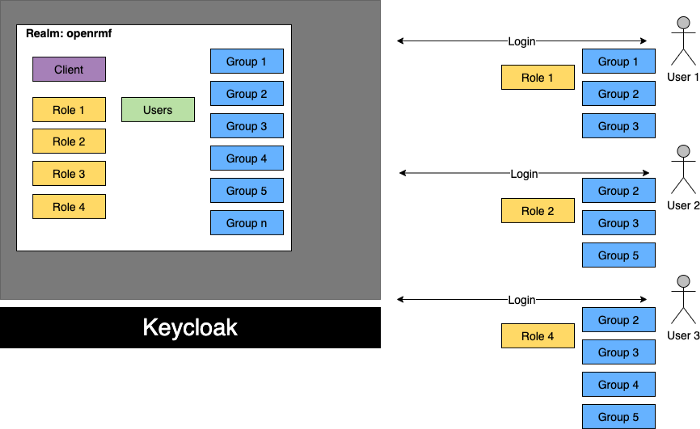 Realm: openrmf
Client
Role 1
Role 2
Role 3
Role 4
Users
Group 1
Group 2
Group 3
Group 4
Group 5
Group n
Keycloak
Login
Role 1
Group 1
Group 2
Group 3
User 1
Login
Role 2
Group 2
Group 3
Group 5
User 2
Login
Role 4
Group 2
Group 3
Group 4
Group 5
User 3